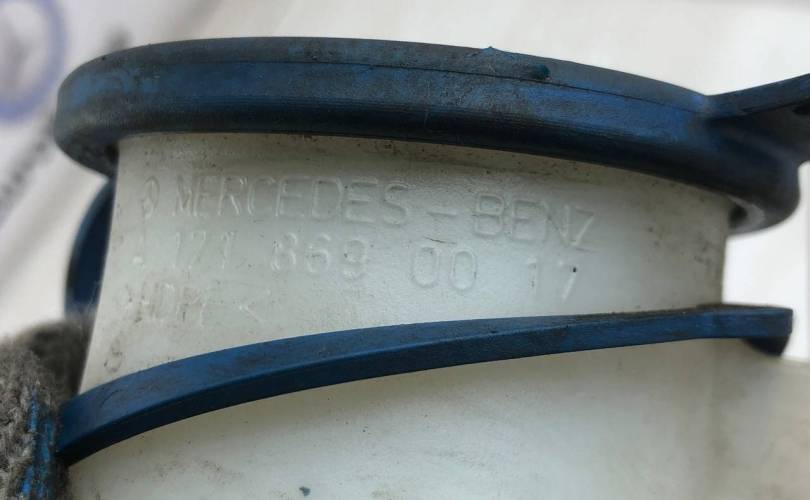 MERCEDES-BENZ
A 171 869 00 17
>HDPE<